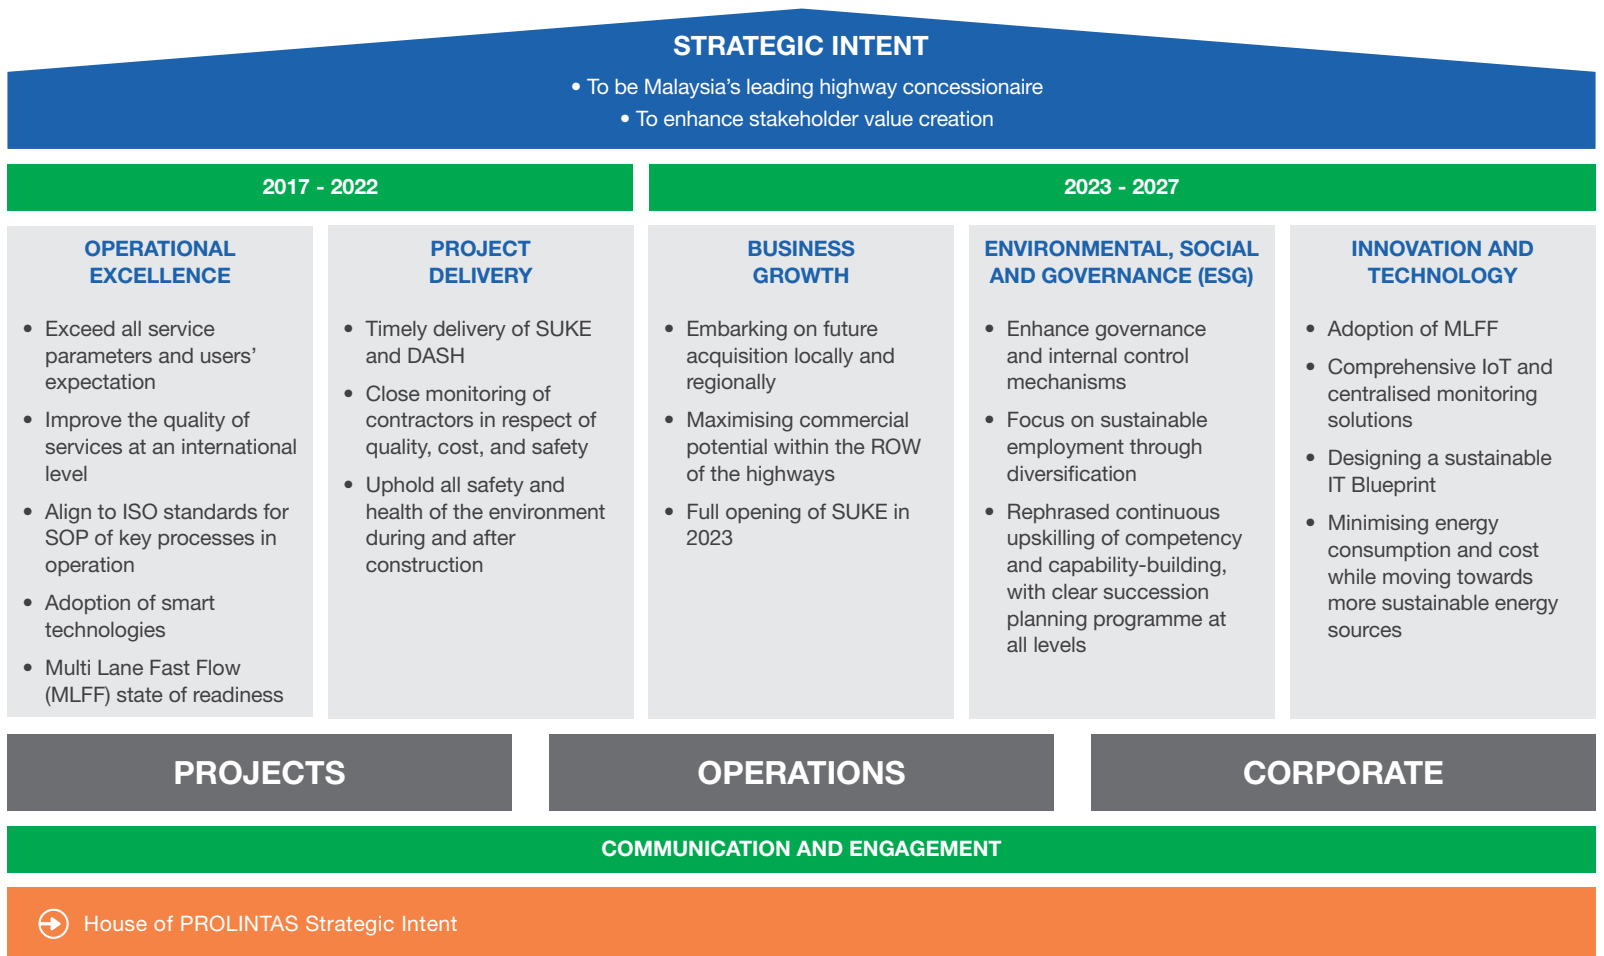 STRATEGIC INTENT
• To be Malaysia’s leading highway concessionaire
• To enhance stakeholder value creation
2017 - 2022
2023 - 2027
OPERATIONAL
EXCELLENCE
• Exceed all service
parameters and users’
expectation
• Improve the quality of
services at an international
level
• Align to ISO standards for
SOP of key processes in
operation
• Adoption of smart
technologies
• Multi Lane Fast Flow
(MLFF) state of readiness
PROJECT
DELIVERY
• Timely delivery of SUKE
and DASH
• Close monitoring of
contractors in respect of
quality, cost, and safety
• Uphold all safety and
health of the environment
during and after
construction
BUSINESS
GROWTH
• Embarking on future
acquisition locally and
regionally
• Maximising commercial
potential within the ROW
of the highways
• Full opening of SUKE in
2023
ENVIRONMENTAL, SOCIAL
AND GOVERNANCE (ESG)
• Enhance governance
and internal control
mechanisms
• Focus on sustainable
employment through
diversification
• Rephrased continuous
upskilling of competency
and capability-building,
with clear succession
planning programme at
all levels
INNOVATION AND
TECHNOLOGY
• Adoption of MLFF
• Comprehensive IoT and
centralised monitoring
solutions
• Designing a sustainable
IT Blueprint
• Minimising energy
consumption and cost
while moving towards
more sustainable energy
sources
PROJECTS
OPERATIONS
CORPORATE
COMMUNICATION AND ENGAGEMENT
House of PROLINTAS Strategic Intent